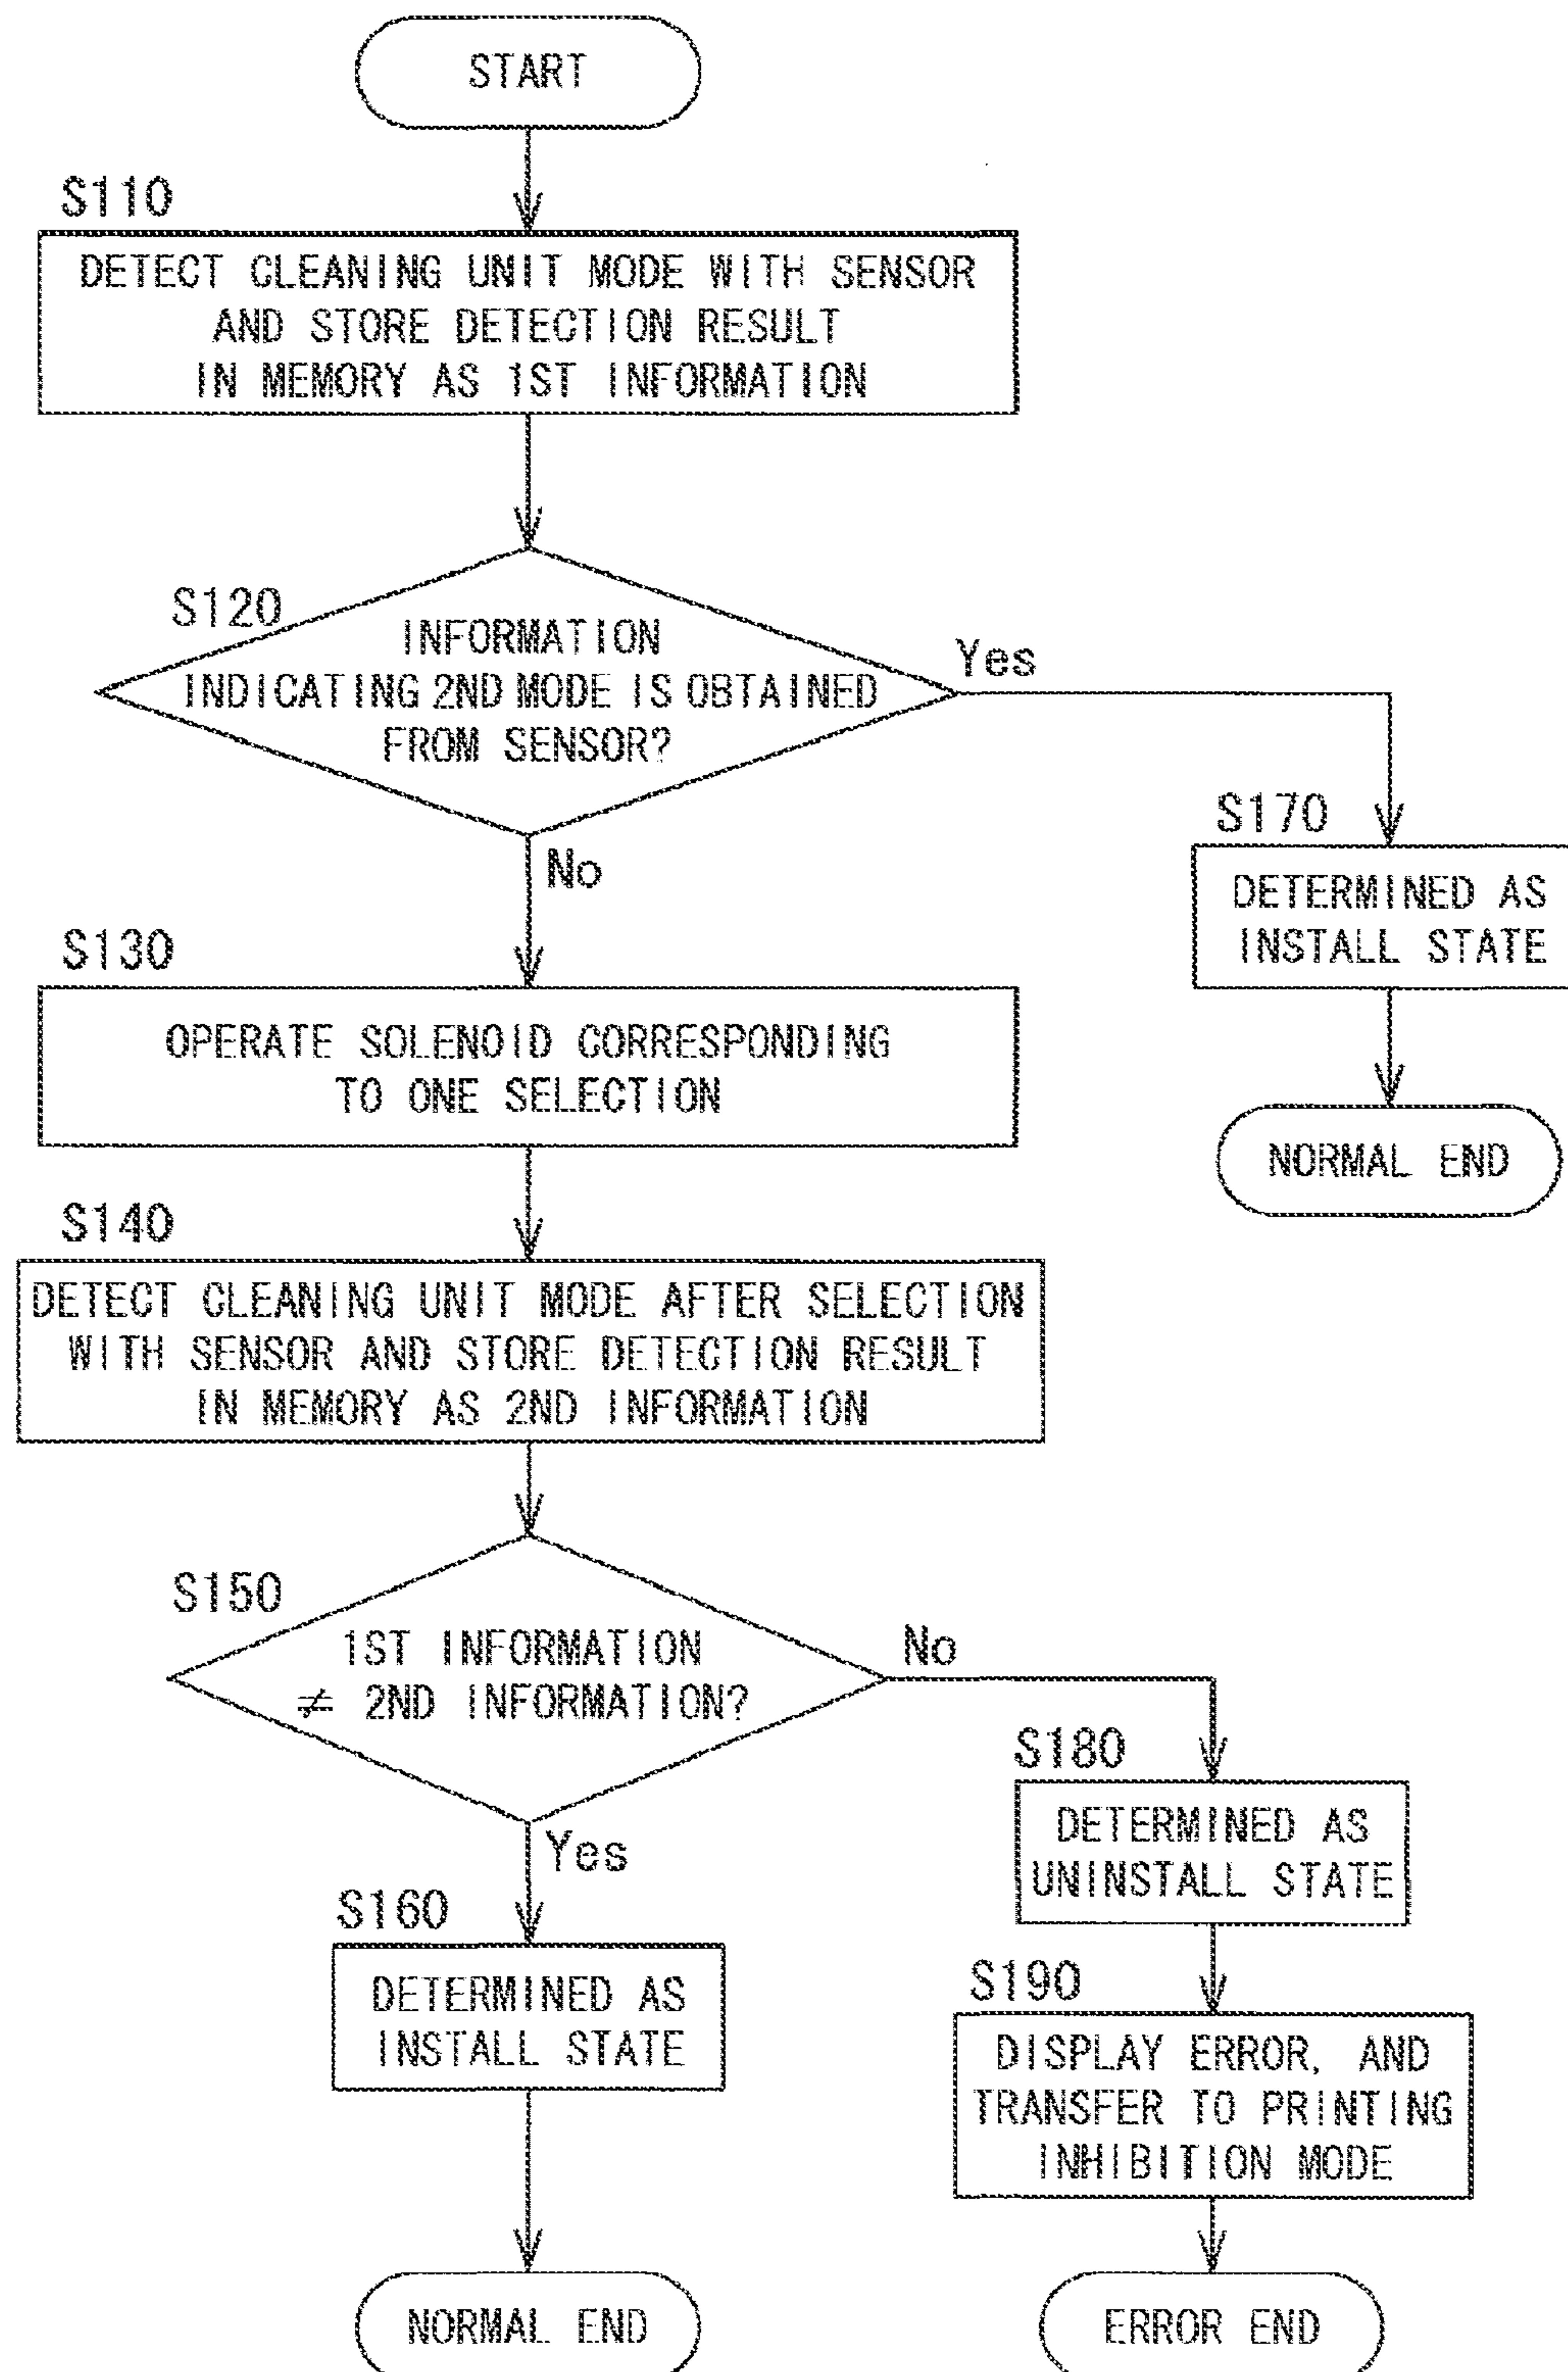 START
S110
DETECT CLEANING UNIT MODE WITH SENSOR
AND STORE DETECTION RESULT
IN MEMORY AS 1ST INFORMATION
S120
INFORMATION
INDICATING 2ND MODE IS OBTAINED
FROM SENSOR?
Yes
No
S170
DETERMINED AS
INSTALL STATE
NORMAL END
S130
OPERATE SOLENOID CORRESPONDING
TO ONE SELECTION
S140
DETECT CLEANING UNIT MODE AFTER SELECTION
WITH SENSOR AND STORE DETECTION RESULT
IN MEMORY AS 2ND INFORMATION
S150
1ST INFORMATION
≠ 2ND INFORMATION?
No
Yes
S160
DETERMINED AS
INSTALL STATE
NORMAL END
S180
DETERMINED AS
UNINSTALL STATE
S190
DISPLAY ERROR, AND
TRANSFER TO PRINTING
INHIBITION MODE
ERROR END